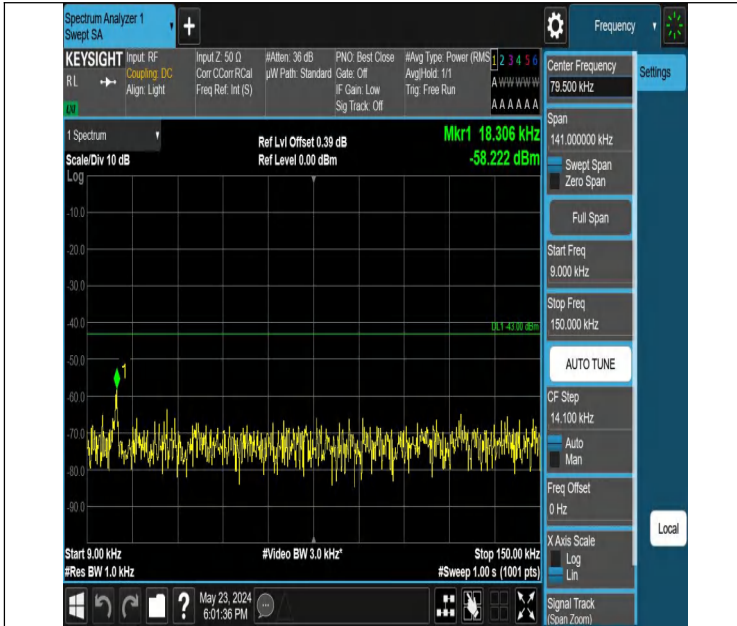 Spectrum Analyzer 1
Swept SA
Frequency
KEYSIGHT
RL
Input: RF
Coupling: DC
Align: Light
Input Z: 50 Ω
Corr CCorr RCal
Freq Ref: Int (S)
#Atten: 36 dB
µW Path: Standard
PNO: Best Close
Gate: Off
IF Gain: Low
Sig Track: Off
#Avg Type: Power (RMS
Avg|Hold: 1/1
Trig: Free Run
1 2 3 4 5 6
A W W W W W
A A A A A A
Center Frequency
79.500 kHz
Settings
Span
141.000000 kHz
Swept Span
Zero Span
Full Span
Start Freq
9.000 kHz
Stop Freq
150.000 kHz
AUTO TUNE
CF Step
14.100 kHz
Auto
Man
Freq Offset
0 Hz
X Axis Scale
Log
Lin
Signal Track
(Span Zoom)
Local
1 Spectrum
Scale/Div 10 dB
Ref Lvl Offset 0.39 dB
Ref Level 0.00 dBm
Mkr1 18.306 kHz
-58.222 dBm
Log
-10.0
-20.0
-30.0
-40.0
DL1 -43.00 dBm
-50.0
1
-60.0
-70.0
-80.0
-90.0
Start 9.00 kHz
#Video BW 3.0 kHz*
Stop 150.00 kHz
#Res BW 1.0 kHz
#Sweep 1.00 s (1001 pts)
?
May 23, 2024
6:01:36 PM